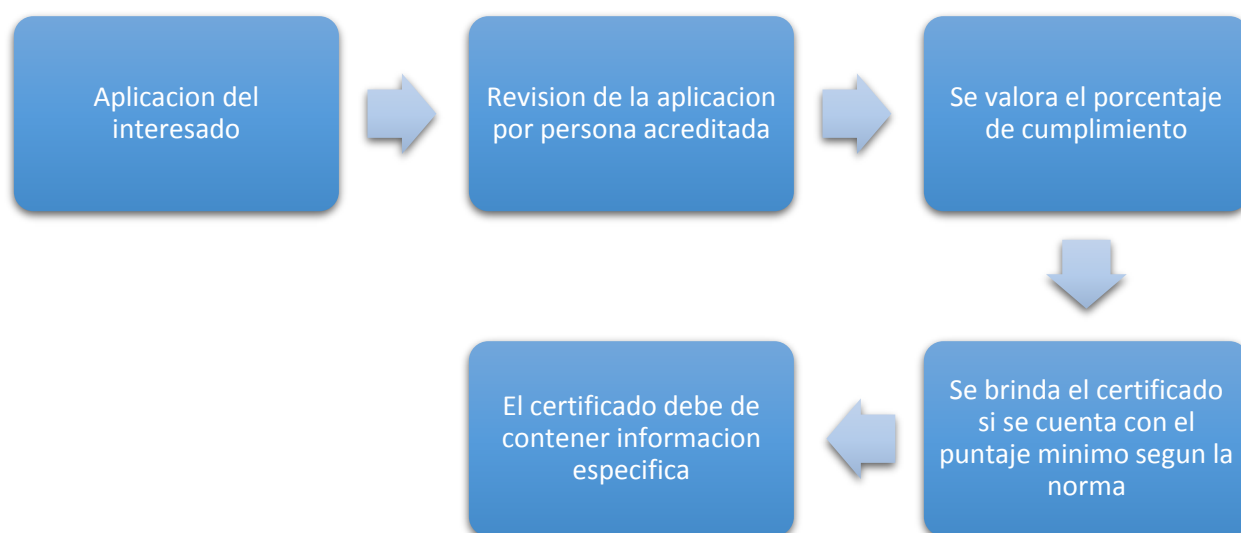 Aplicacion del
interesado
Revision de la aplicacion
por persona acreditada
Se valora el porcentaje
de cumplimiento
Se brinda el certificado
si se cuenta con el
puntaje minimo segun la
norma
El certificado debe de
contener informacion
especifica